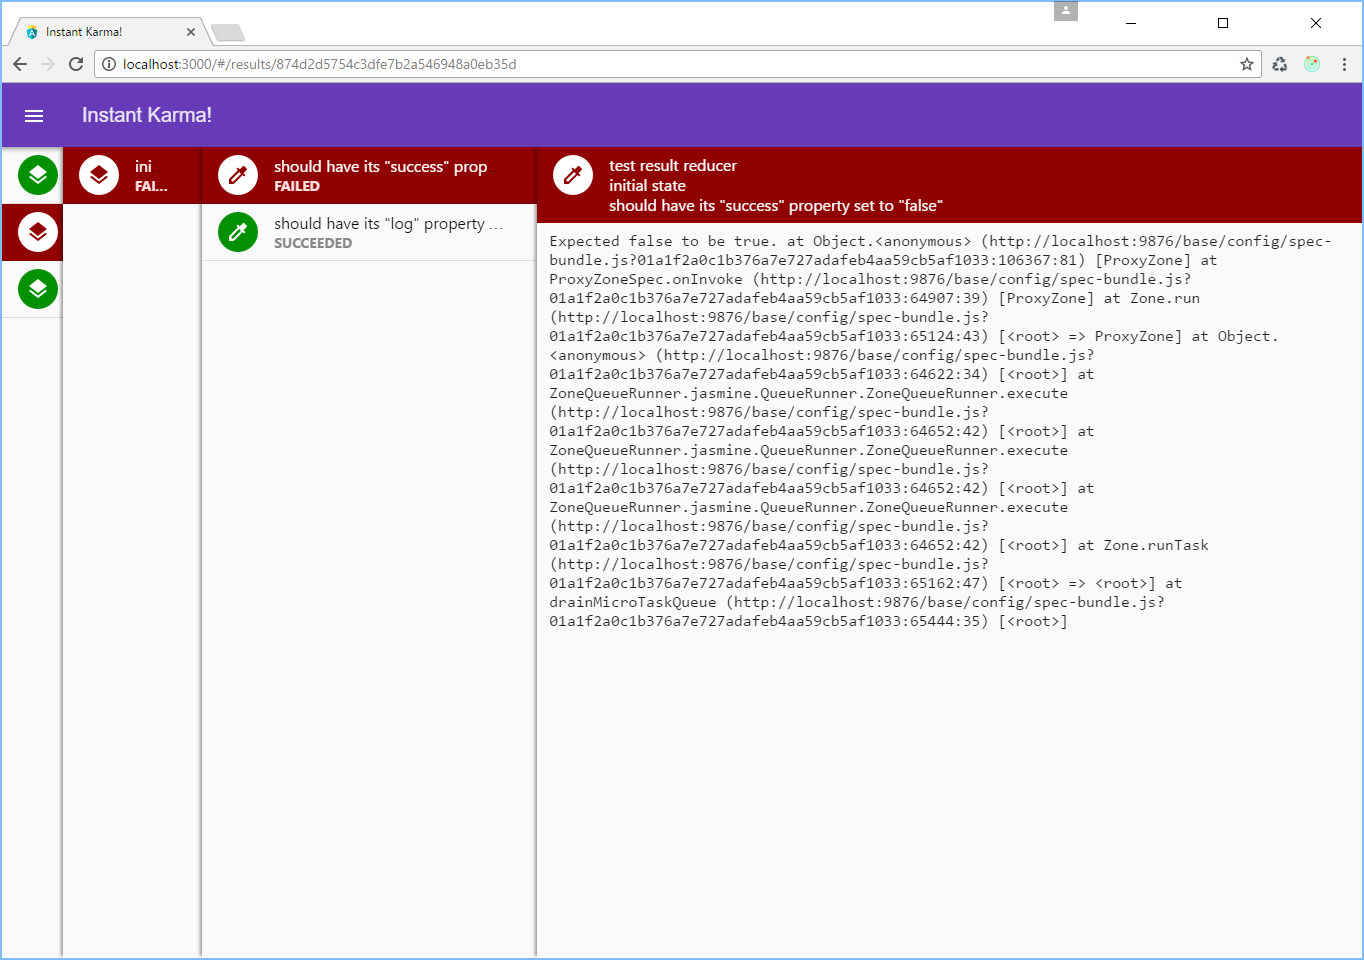 Instant Karma!
localhost:3000/#/results/874d2d5754c3dfe7b2a546948a0eb35d
Instant Karma!
ini
FAI...
should have its "success" prop
FAILED
should have its "log" property ...
SUCCEEDED
test result reducer
initial state
should have its "success" property set to "false"
Expected false to be true. at Object.<anonymous> (http://localhost:9876/base/config/spec-
bundle.js?01a1f2a0c1b376a7e727adafeb4aa59cb5af1033:106367:81) [ProxyZone] at
ProxyZoneSpec.onInvoke (http://localhost:9876/base/config/spec-bundle.js?
01a1f2a0c1b376a7e727adafeb4aa59cb5af1033:64907:39) [ProxyZone] at Zone.run
(http://localhost:9876/base/config/spec-bundle.js?
01a1f2a0c1b376a7e727adafeb4aa59cb5af1033:65124:43) [<root> => ProxyZone] at Object.
<anonymous> (http://localhost:9876/base/config/spec-bundle.js?
01a1f2a0c1b376a7e727adafeb4aa59cb5af1033:64622:34) [<root>] at
ZoneQueueRunner.jasmine.QueueRunner.ZoneQueueRunner.execute
(http://localhost:9876/base/config/spec-bundle.js?
01a1f2a0c1b376a7e727adafeb4aa59cb5af1033:64652:42) [<root>] at
ZoneQueueRunner.jasmine.QueueRunner.ZoneQueueRunner.execute
(http://localhost:9876/base/config/spec-bundle.js?
01a1f2a0c1b376a7e727adafeb4aa59cb5af1033:64652:42) [<root>] at
ZoneQueueRunner.jasmine.QueueRunner.ZoneQueueRunner.execute
(http://localhost:9876/base/config/spec-bundle.js?
01a1f2a0c1b376a7e727adafeb4aa59cb5af1033:64652:42) [<root>] at Zone.runTask
(http://localhost:9876/base/config/spec-bundle.js?
01a1f2a0c1b376a7e727adafeb4aa59cb5af1033:65162:47) [<root> => <root>] at
drainMicroTaskQueue (http://localhost:9876/base/config/spec-bundle.js?
01a1f2a0c1b376a7e727adafeb4aa59cb5af1033:65444:35) [<root>]